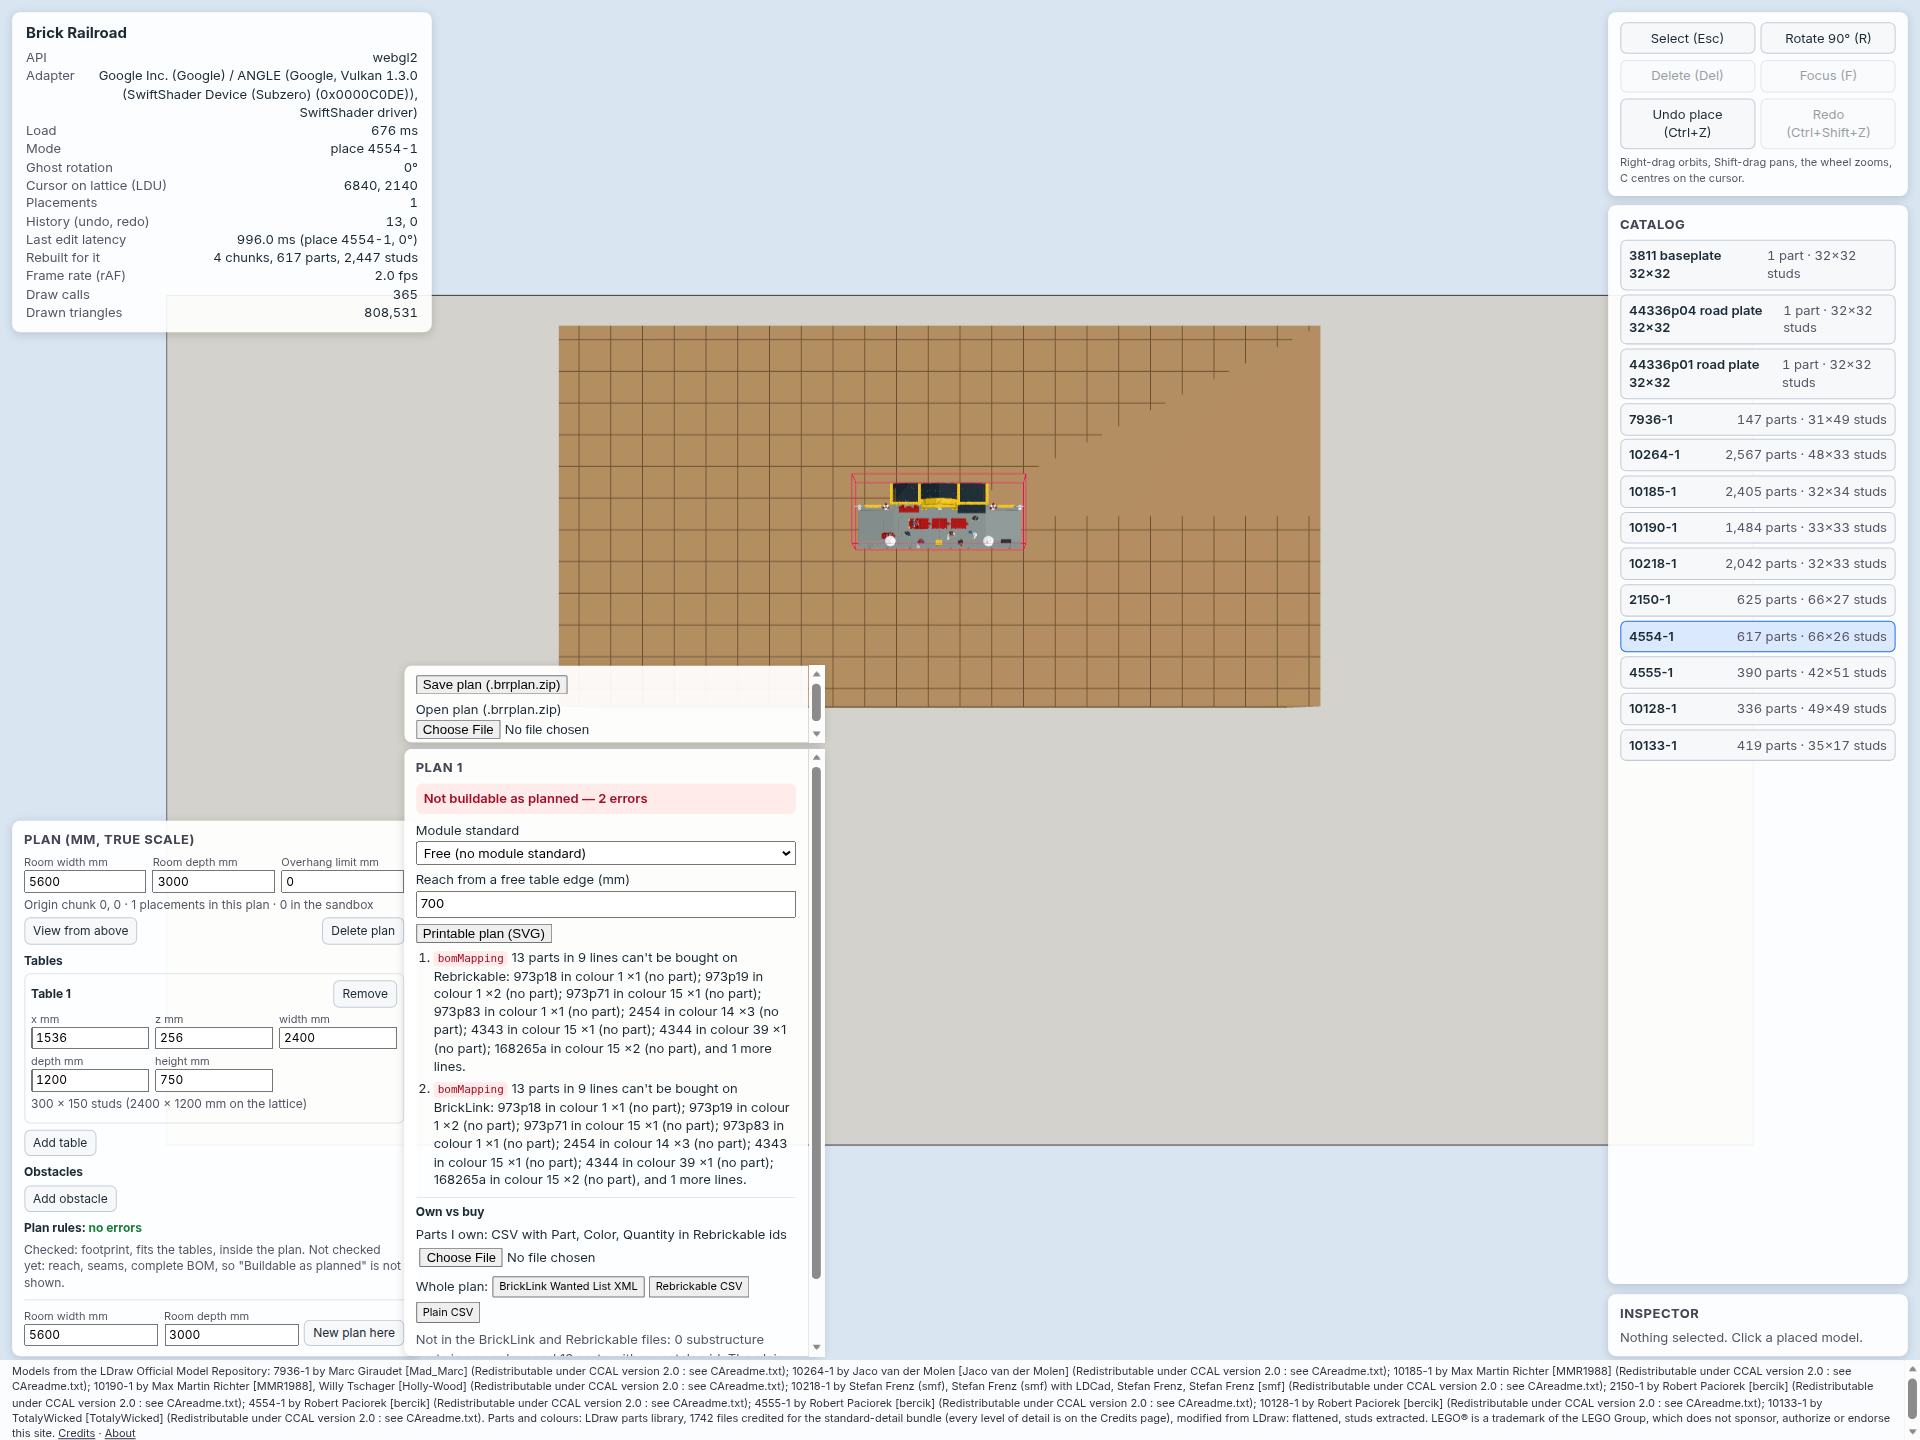 Brick Railroad
API webgl2
Adapter Google Inc. (Google) / ANGLE (Google, Vulkan 1.3.0
(SwiftShader Device (Subzero) (0x0000C0DE)),
SwiftShader driver)
Load 676 ms
Mode place 4554-1
Ghost rotation 0°
Cursor on lattice (LDU) 6840, 2140
Placements 1
History (undo, redo) 13, 0
Last edit latency 996.0 ms (place 4554-1, 0°)
Rebuilt for it 4 chunks, 617 parts, 2,447 studs
Frame rate (rAF) 2.0 fps
Draw calls 365
Drawn triangles 808,531
Select (Esc) Rotate 90° (R)
Delete (Del) Focus (F)
Undo place (Ctrl+Z) Redo (Ctrl+Shift+Z)
Right-drag orbits, Shift-drag pans, the wheel zooms,
C centres on the cursor.
CATALOG
3811 baseplate 32×32 1 part · 32×32 studs
44336p04 road plate 32×32 1 part · 32×32 studs
44336p01 road plate 32×32 1 part · 32×32 studs
7936-1 147 parts · 31×49 studs
10264-1 2,567 parts · 48×33 studs
10185-1 2,405 parts · 32×34 studs
10190-1 1,484 parts · 33×33 studs
10218-1 2,042 parts · 32×33 studs
2150-1 625 parts · 66×27 studs
4554-1 617 parts · 66×26 studs
4555-1 390 parts · 42×51 studs
10128-1 336 parts · 49×49 studs
10133-1 419 parts · 35×17 studs
INSPECTOR
Nothing selected. Click a placed model.
Save plan (.brrplan.zip)
Open plan (.brrplan.zip)
Choose File No file chosen
PLAN 1
Not buildable as planned — 2 errors
Module standard
Free (no module standard)
Reach from a free table edge (mm)
700
Printable plan (SVG)
1. bomMapping 13 parts in 9 lines can't be bought on
Rebrickable: 973p18 in colour 1 ×1 (no part); 973p19 in
colour 1 ×2 (no part); 973p71 in colour 15 ×1 (no part);
973p83 in colour 1 ×1 (no part); 2454 in colour 14 ×3 (no
part); 4343 in colour 15 ×1 (no part); 4344 in colour 39 ×1
(no part); 168265a in colour 15 ×2 (no part), and 1 more
lines.
2. bomMapping 13 parts in 9 lines can't be bought on
BrickLink: 973p18 in colour 1 ×1 (no part); 973p19 in colour
1 ×2 (no part); 973p71 in colour 15 ×1 (no part); 973p83 in
colour 1 ×1 (no part); 2454 in colour 14 ×3 (no part); 4343
in colour 15 ×1 (no part); 4344 in colour 39 ×1 (no part);
168265a in colour 15 ×2 (no part), and 1 more lines.
Own vs buy
Parts I own: CSV with Part, Color, Quantity in Rebrickable ids
Choose File No file chosen
Whole plan: BrickLink Wanted List XML Rebrickable CSV
Plain CSV
Not in the BrickLink and Rebrickable files: 0 substructure
PLAN (MM, TRUE SCALE)
Room width mm Room depth mm Overhang limit mm
5600 3000 0
Origin chunk 0, 0 · 1 placements in this plan · 0 in the sandbox
View from above Delete plan
Tables
Table 1 Remove
x mm z mm width mm
1536 256 2400
depth mm height mm
1200 750
300 × 150 studs (2400 × 1200 mm on the lattice)
Add table
Obstacles
Add obstacle
Plan rules: no errors
Checked: footprint, fits the tables, inside the plan. Not checked
yet: reach, seams, complete BOM, so "Buildable as planned" is not
shown.
Room width mm Room depth mm
5600 3000 New plan here
Models from the LDraw Official Model Repository: 7936-1 by Marc Giraudet [Mad_Marc] (Redistributable under CCAL version 2.0 : see CAreadme.txt); 10264-1 by Jaco van der Molen [Jaco van der Molen] (Redistributable under CCAL version 2.0 : see CAreadme.txt); 10185-1 by Max Martin Richter [MMR1988] (Redistributable under CCAL version 2.0 : see
CAreadme.txt); 10190-1 by Max Martin Richter [MMR1988], Willy Tschager [Holly-Wood] (Redistributable under CCAL version 2.0 : see CAreadme.txt); 10218-1 by Stefan Frenz (smf), Stefan Frenz (smf) with LDCad, Stefan Frenz, Stefan Frenz [smf] (Redistributable under CCAL version 2.0 : see CAreadme.txt); 2150-1 by Robert Paciorek [bercik] (Redistributable
under CCAL version 2.0 : see CAreadme.txt); 4554-1 by Robert Paciorek [bercik] (Redistributable under CCAL version 2.0 : see CAreadme.txt); 4555-1 by Robert Paciorek [bercik] (Redistributable under CCAL version 2.0 : see CAreadme.txt); 10128-1 by Robert Paciorek [bercik] (Redistributable under CCAL version 2.0 : see CAreadme.txt); 10133-1 by
TotalyWicked [TotalyWicked] (Redistributable under CCAL version 2.0 : see CAreadme.txt). Parts and colours: LDraw parts library, 1742 files credited for the standard-detail bundle (every level of detail is on the Credits page), modified from LDraw: flattened, studs extracted. LEGO® is a trademark of the LEGO Group, which does not sponsor, authorize or endorse
this site. Credits · About